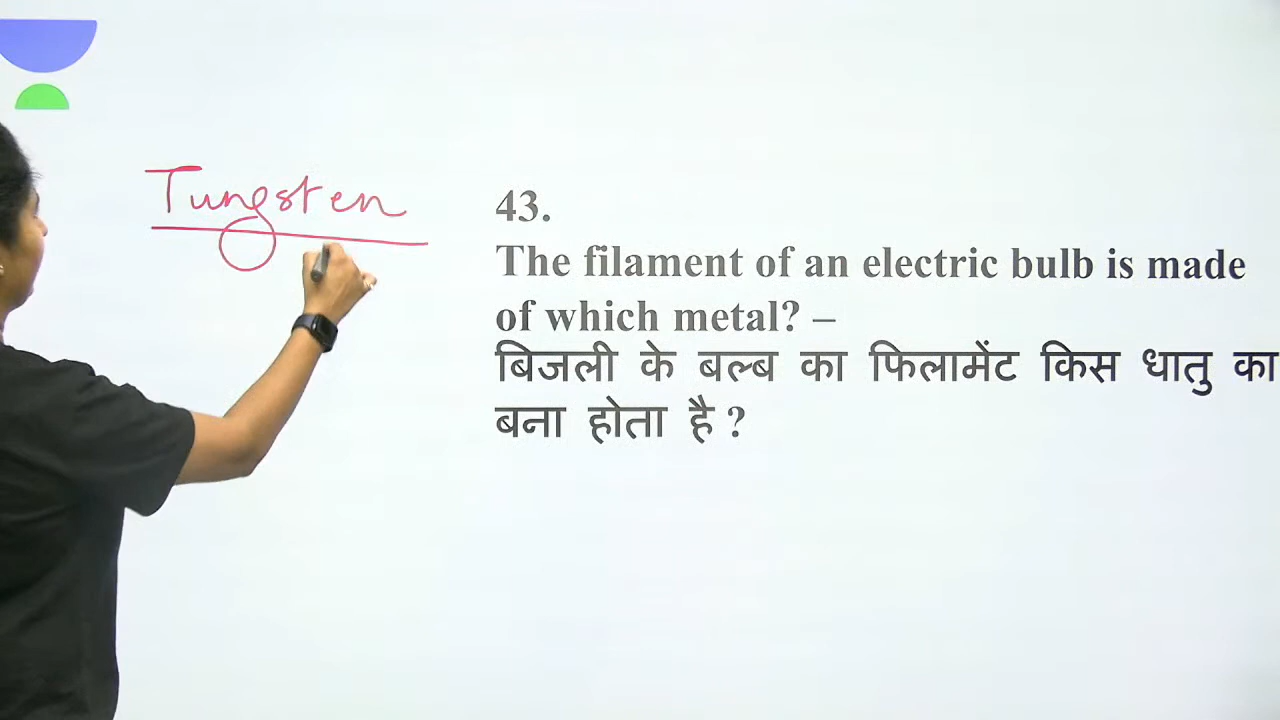 Tungsten
43.
The filament of an electric bulb is made
of which metal? –
बिजली के बल्ब का फिलामेंट किस धातु का
बना होता है ?